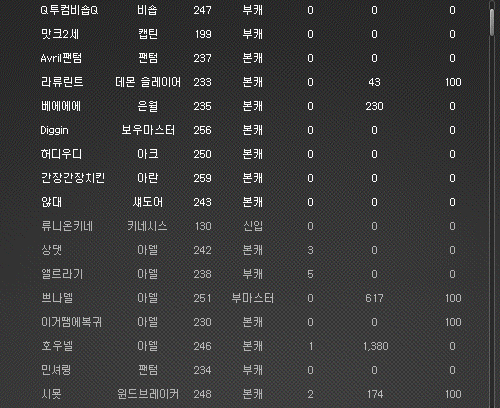 Q투컴비숍Q 비숍 247 부캐 0 0 0
맛크2세 캡틴 199 부캐 0 0 0
Avril팬텀 팬텀 237 본캐 0 0 0
라류린트 데몬 슬레이어 233 본캐 0 43 100
베에에에 은월 235 본캐 0 230 0
Diggin 보우마스터 256 본캐 0 0 0
허디우디 아크 250 본캐 0 0 0
간장간장치킨 아란 259 본캐 0 0 0
않대 섀도어 243 본캐 0 0 0
류니온키네 키네시스 130 신입 0 0 0
상댓 아델 242 본캐 3 0 0
앨르라기 아델 238 부캐 5 0 0
쁘나델 아델 251 부마스터 0 617 100
이거땜에복귀 아델 230 본캐 0 0 100
호우넬 아델 246 본캐 1 1,380 0
민셔링 팬텀 234 부캐 0 0 0
시못 윈드브레이커 248 본캐 2 174 100